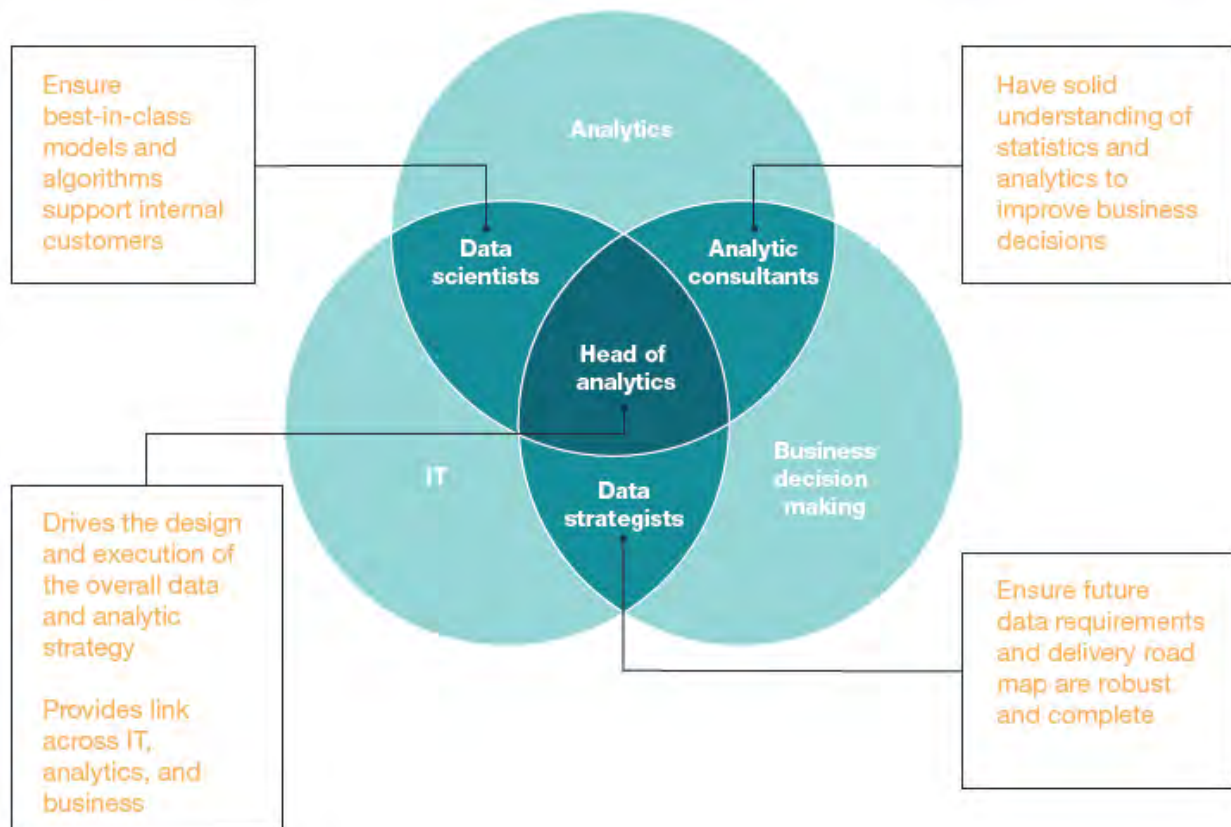 Ensure
best-in-class
models and
algorithms
support internal
customers
Analytics
Have solid
understanding of
statistics and
analytics to
improve business
decisions
Data
scientists
Analytic
consultants
Head of
analytics
IT
Business
decision
making
Data
strategists
Drives the design
and execution of
the overall data
and analytic
strategy
Provides link
across IT,
analytics, and
business
Ensure future
data requirements
and delivery road
map are robust
and complete